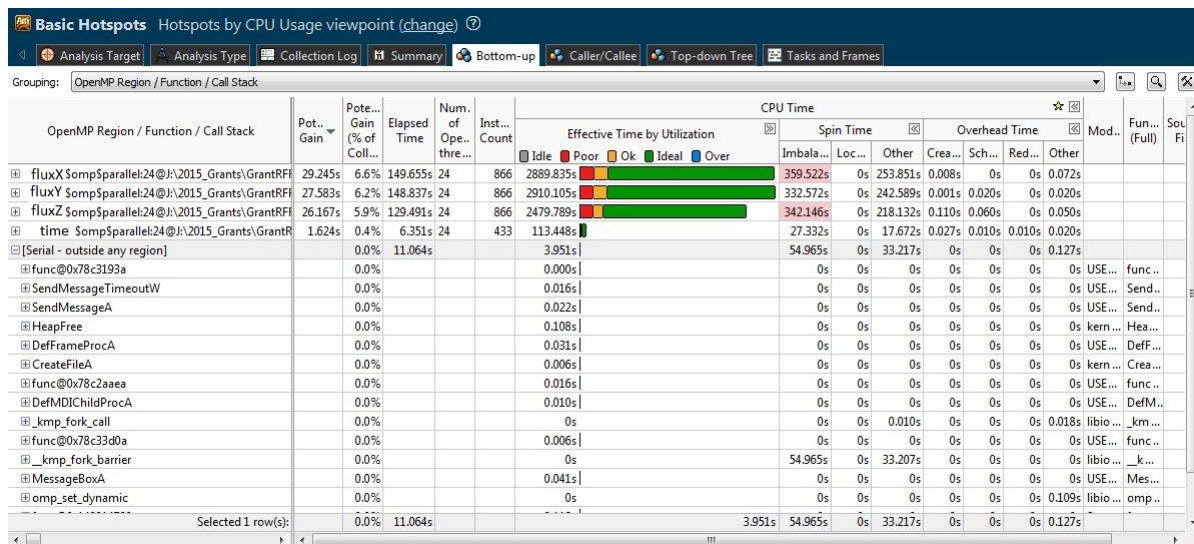 Basic Hotspots Hotspots by CPU Usage viewpoint (change) ?
Analysis Target Analysis Type Collection Log Summary Bottom-up Caller/Callee Top-down Tree Tasks and Frames
Grouping: OpenMP Region / Function / Call Stack
OpenMP Region / Function / Call Stack Pot.. Gain Pote... Gain (% of Coll... Elapsed Time Num. of Ope... thre... Inst... Count CPU Time Mod.. Fun... (Full) Sou Fi
Effective Time by Utilization Spin Time Overhead Time
Idle Poor Ok Ideal Over Imbala... Loc... Other Crea... Sch... Red... Other
fluxX $omp$parallel:24@J:\2015_Grants\GrantRFF 29.245s 6.6% 149.655s 24 866 2889.835s 359.522s 0s 253.851s 0.008s 0s 0s 0.072s
fluxY $omp$parallel:24@J:\2015_Grants\GrantRFF 27.583s 6.2% 148.837s 24 866 2910.105s 332.572s 0s 242.589s 0.001s 0.020s 0s 0.020s
fluxZ $omp$parallel:24@J:\2015_Grants\GrantRFF 26.167s 5.9% 129.491s 24 866 2479.789s 342.146s 0s 218.132s 0.110s 0.060s 0s 0.050s
time $omp$parallel:24@J:\2015_Grants\GrantR 1.624s 0.4% 6.351s 24 433 113.448s 27.332s 0s 17.672s 0.027s 0.010s 0.010s 0.020s
[Serial - outside any region] 0.0% 11.064s 3.951s 54.965s 0s 33.217s 0s 0s 0s 0.127s
func@0x78c3193a 0.0% 0.000s 0s 0s 0s 0s 0s 0s 0s USE... func..
SendMessageTimeoutW 0.0% 0.016s 0s 0s 0s 0s 0s 0s 0s USE... Send..
SendMessageA 0.0% 0.022s 0s 0s 0s 0s 0s 0s 0s USE... Send..
HeapFree 0.0% 0.108s 0s 0s 0s 0s 0s 0s 0s kern... Hea...
DefFrameProcA 0.0% 0.031s 0s 0s 0s 0s 0s 0s 0s USE... DefF...
CreateFileA 0.0% 0.006s 0s 0s 0s 0s 0s 0s 0s kern... Crea...
func@0x78c2aaea 0.0% 0.016s 0s 0s 0s 0s 0s 0s 0s USE... func..
DefMDIChildProcA 0.0% 0.010s 0s 0s 0s 0s 0s 0s 0s USE... DefM..
_kmp_fork_call 0.0% 0s 0s 0s 0.010s 0s 0s 0s 0.018s libio... _km...
func@0x78c33d0a 0.0% 0.006s 0s 0s 0s 0s 0s 0s 0s USE... func..
__kmp_fork_barrier 0.0% 0s 54.965s 0s 33.207s 0s 0s 0s 0s libio... __k...
MessageBoxA 0.0% 0.041s 0s 0s 0s 0s 0s 0s 0s USE... Mes...
omp_set_dynamic 0.0% 0s 0s 0s 0s 0s 0s 0s 0.109s libio... omp..
Selected 1 row(s): 0.0% 11.064s 3.951s 54.965s 0s 33.217s 0s 0s 0s 0.127s